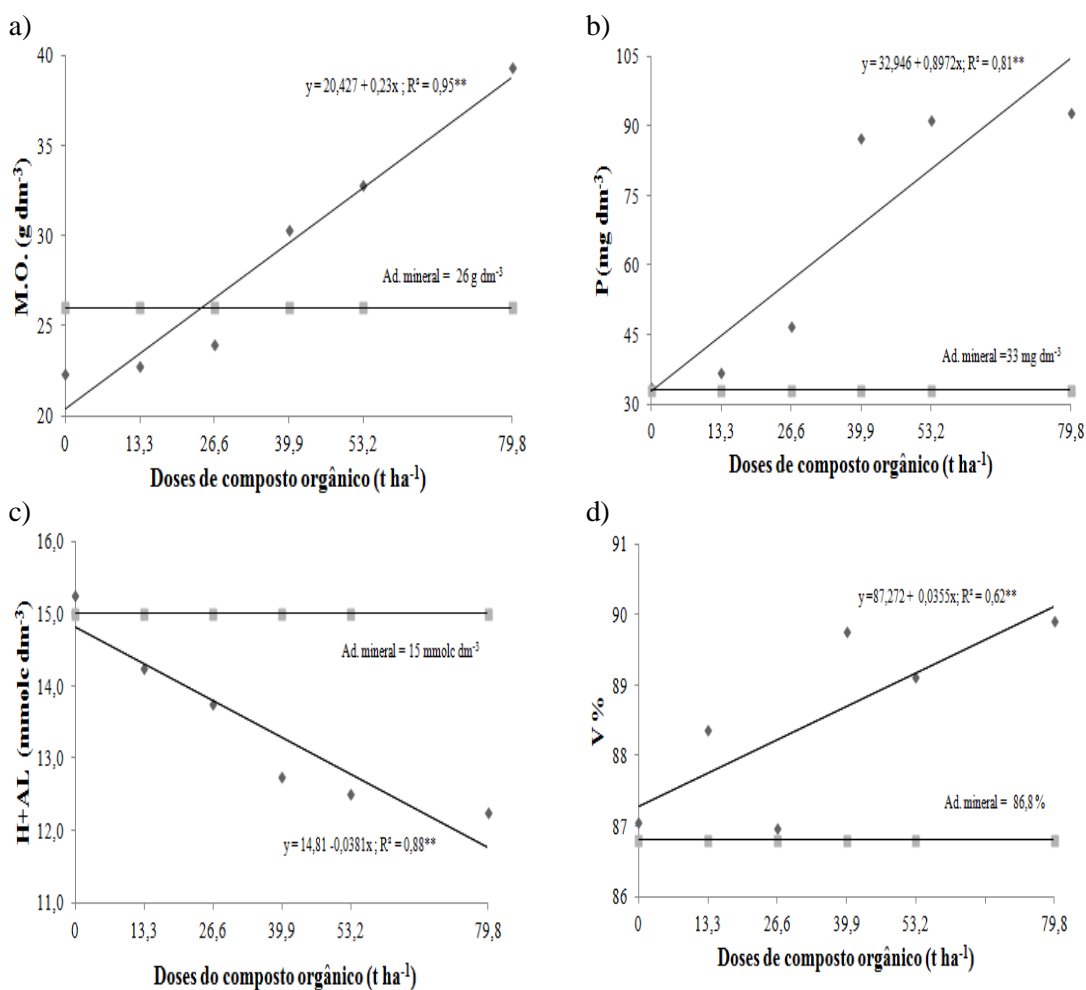 a)
40
35
30
25
20
M.O. (g dm-³)
y = 20,427 + 0,23x ; R² = 0,95**
Ad. mineral = 26 g dm-³
0 13,3 26,6 39,9 53,2 79,8
Doses de composto orgânico (t ha-¹)
b)
105
90
75
60
45
30
P (mg dm-³)
y = 32,946 + 0,8972x; R² = 0,81**
Ad. mineral =33 mg dm-³
0 13,3 26,6 39,9 53,2 79,8
Doses de composto orgânico (t ha-¹)
c)
16,0
15,0
14,0
13,0
12,0
11,0
H+AL (mmolc dm-³)
Ad. mineral = 15 mmolc dm-³
y = 14,81 -0,0381x ; R² = 0,88**
0 13,3 26,6 39,9 53,2 79,8
Doses do composto orgânico (t ha-¹)
d)
91
90
89
88
87
86
V %
y=87,272 + 0,0355x; R² = 0,62**
Ad. mineral = 86,8 %
0 13,3 26,6 39,9 53,2 79,8
Doses de composto orgânico (t ha-¹)